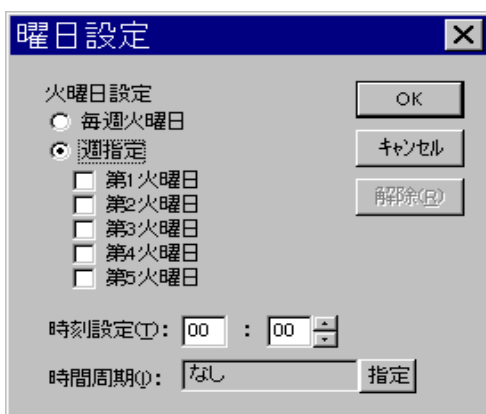 曜日設定
火曜日設定
毎週火曜日
週指定
第1火曜日
第2火曜日
第3火曜日
第4火曜日
第5火曜日
時刻設定(T): 00 : 00
時間周期(I): なし 指定
OK
キャンセル
解除(R)